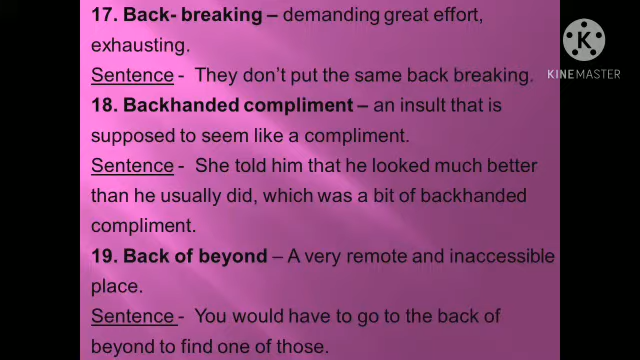 17. Back- breaking – demanding great effort,
exhausting.
Sentence - They don't put the same back breaking.
18. Backhanded compliment – an insult that is
supposed to seem like a compliment.
Sentence - She told him that he looked much better
than he usually did, which was a bit of backhanded
compliment.
19. Back of beyond – A very remote and inaccessible
place.
Sentence - You would have to go to the back of
beyond to find one of those.
K
KINEMASTER